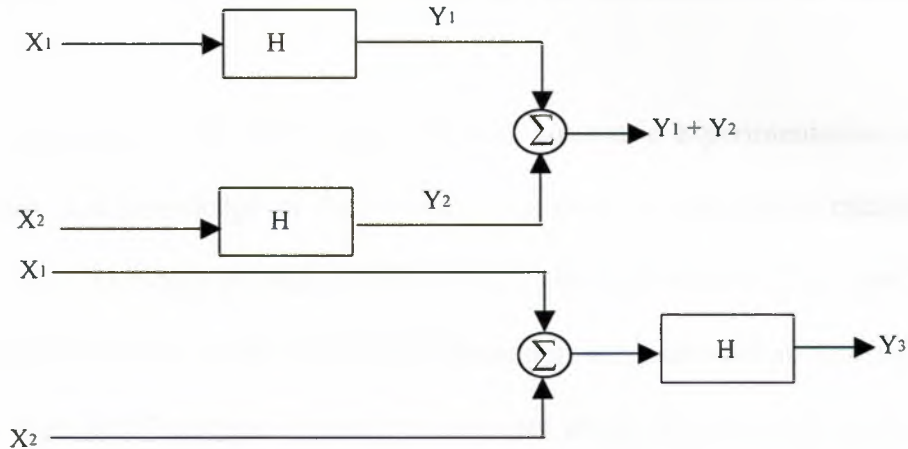 Y1
X1 H
Σ Y1 + Y2
Y2
X2 H
X1
Σ H Y3
X2